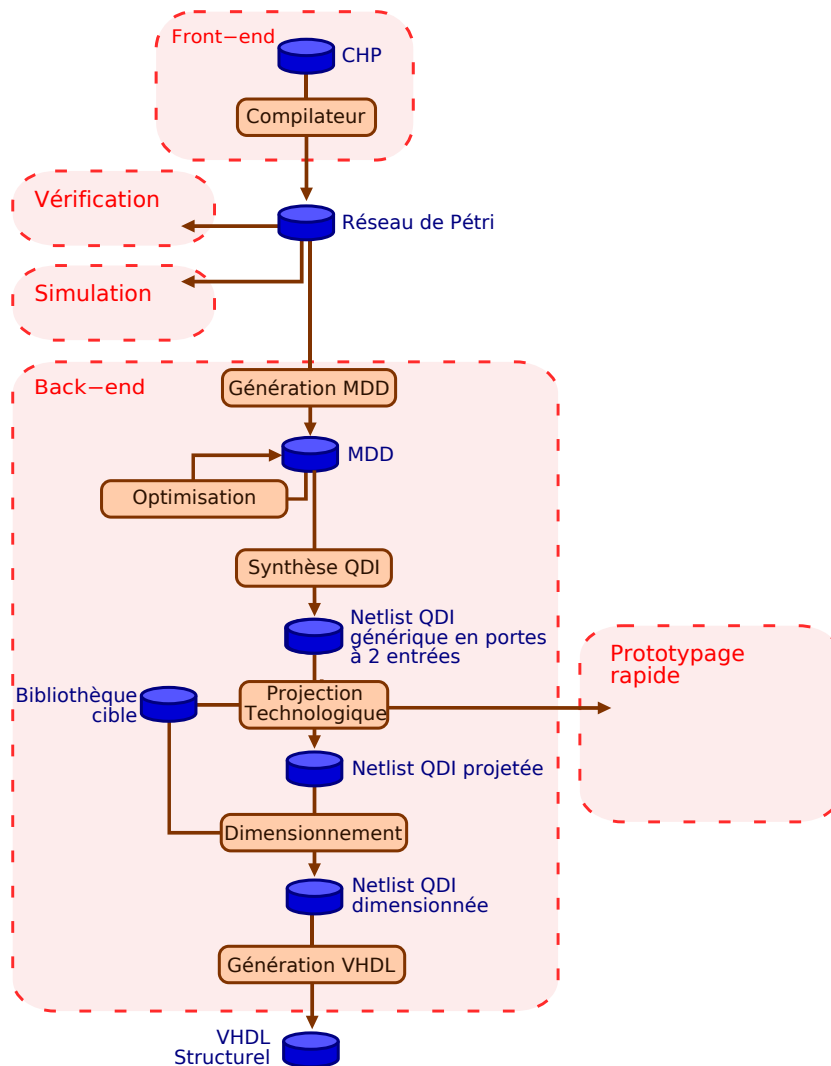 Front−end
CHP
Compilateur
Vérification
Réseau de Pétri
Simulation
Back−end
Génération MDD
MDD
Optimisation
Synthèse QDI
Netlist QDI
générique en portes
à 2 entrées
Prototypage
rapide
Bibliothèque
cible
Projection
Technologique
Netlist QDI projetée
Dimensionnement
Netlist QDI
dimensionnée
Génération VHDL
VHDL
Structurel